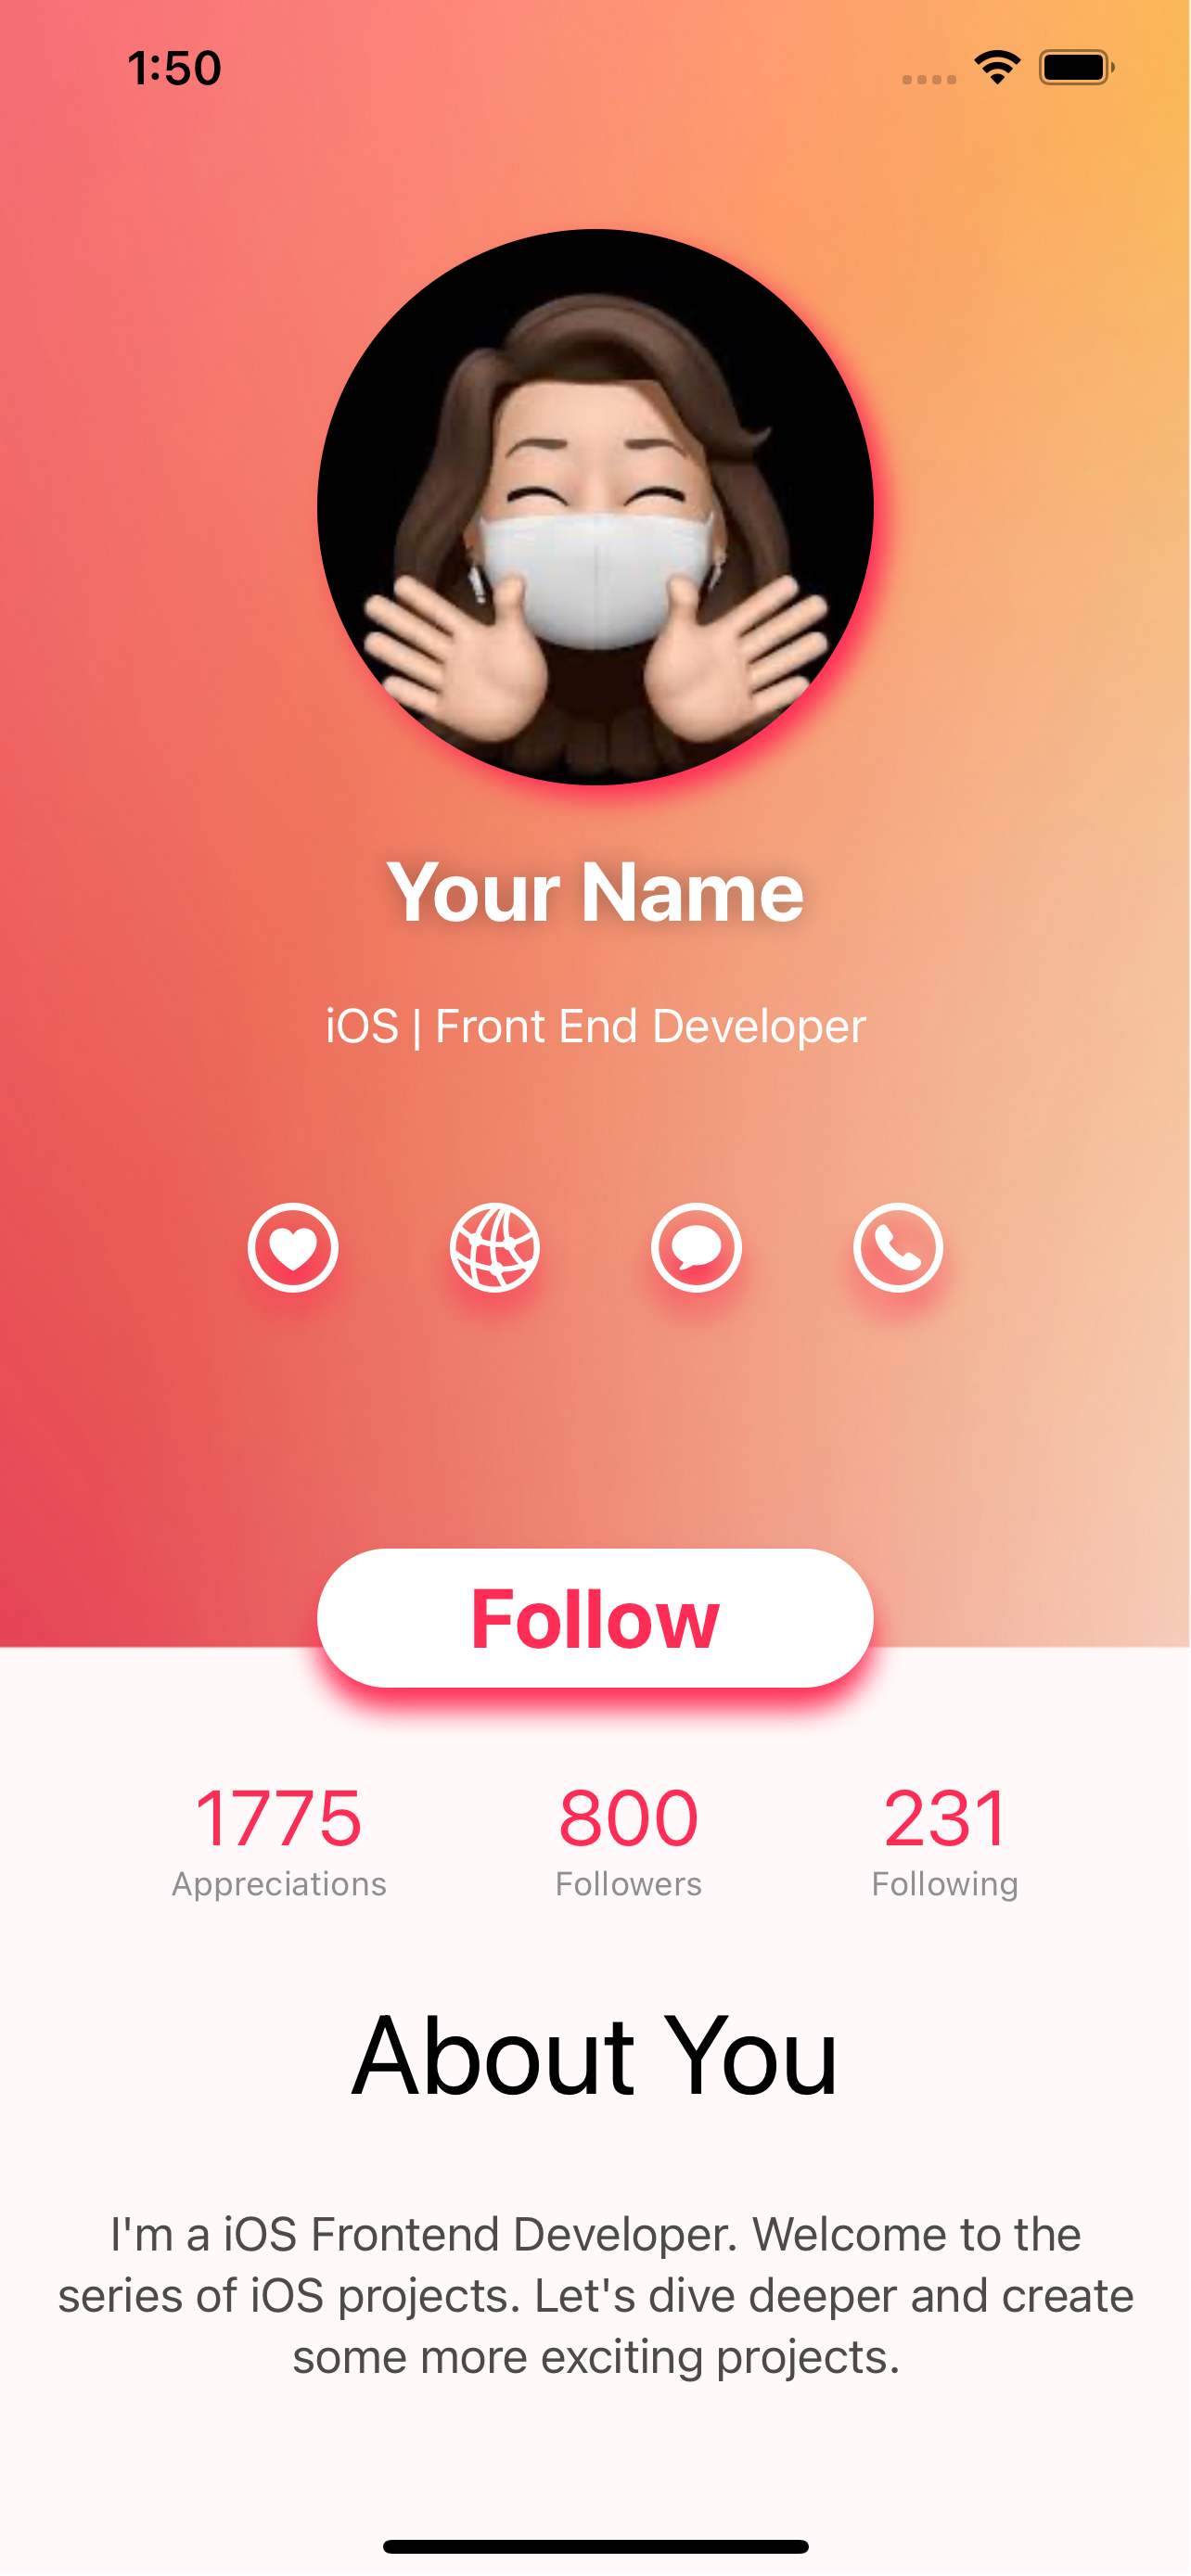 1:50
Your Name
iOS | Front End Developer
Follow
1775 800 231
Appreciations Followers Following
About You
I'm a iOS Frontend Developer. Welcome to the
series of iOS projects. Let's dive deeper and create
some more exciting projects.